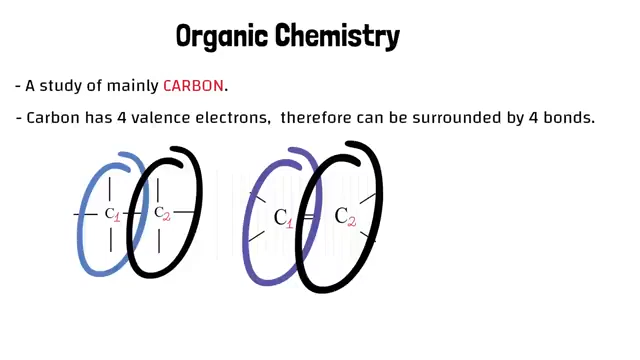 Organic Chemistry
- A study of mainly CARBON.
- Carbon has 4 valence electrons, therefore can be surrounded by 4 bonds.
C1 C2 C1 = C2